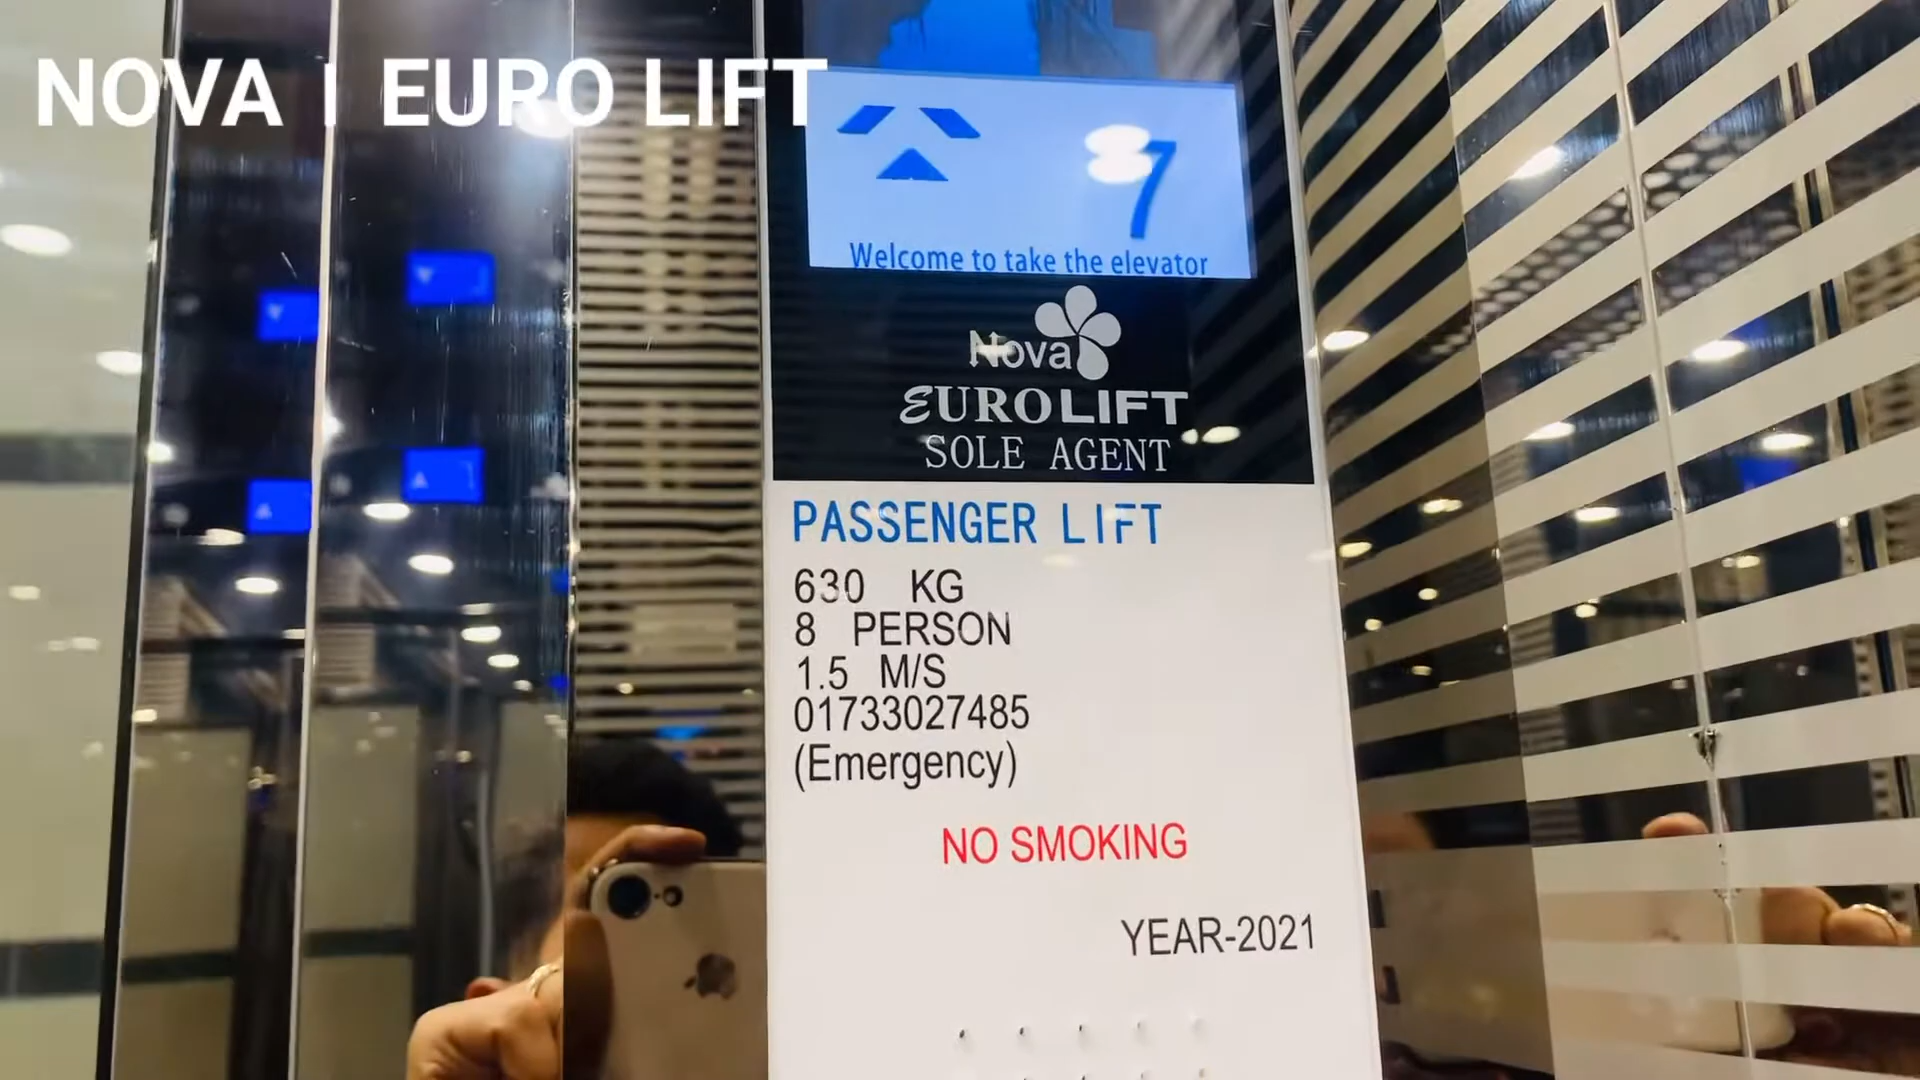 NOVA | EURO LIFT
7
Welcome to take the elevator
Nova
EUROLIFT
SOLE AGENT
PASSENGER LIFT
630 KG
8 PERSON
1.5 M/S
01733027485
(Emergency)
NO SMOKING
YEAR-2021